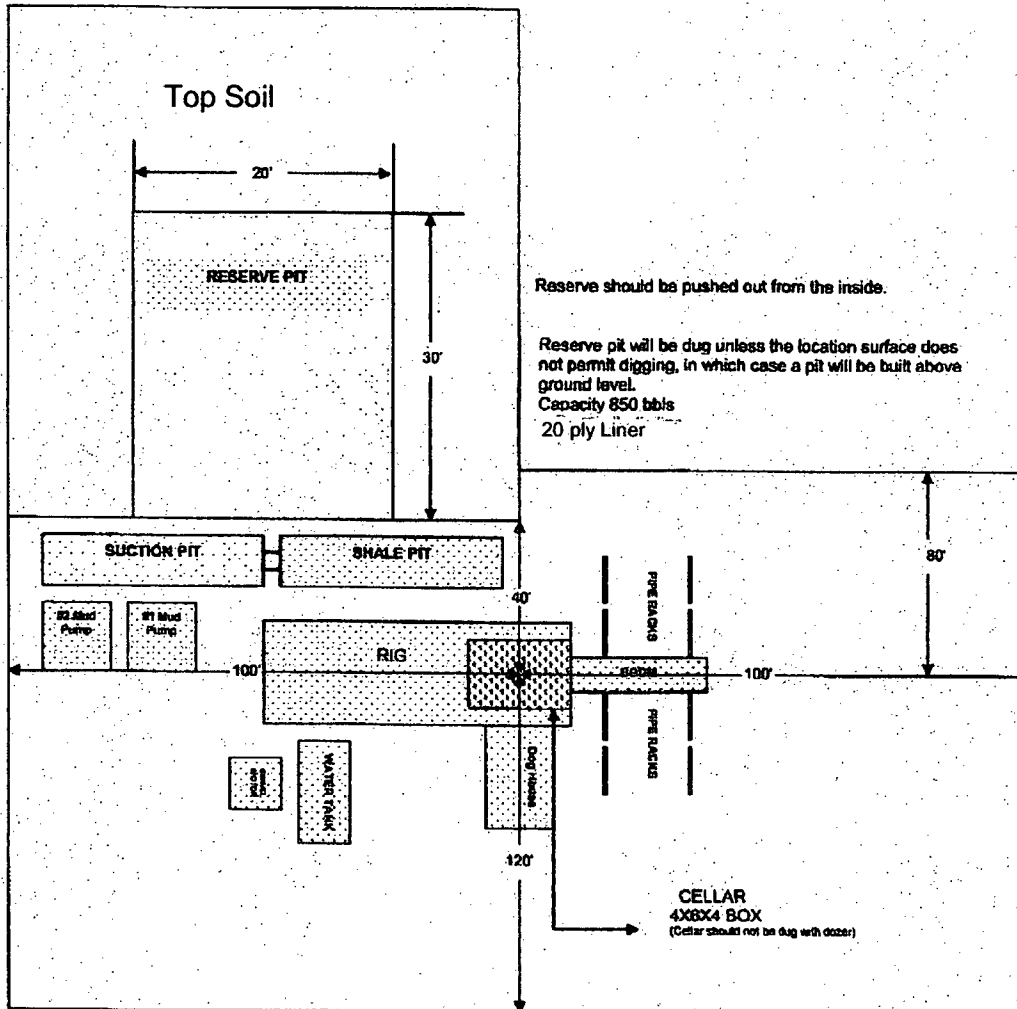 Top Soil
20'
RESERVE PIT
30'
Reserve should be pushed out from the inside.
Reserve pit will be dug unless the location surface does
not permit digging, in which case a pit will be built above
ground level.
Capacity 850 bbls
20 ply Liner
80'
SUCTION PIT
SHALE PIT
40'
PIPE RACKS
#2 Mud
Pump
#1 Mud
Pump
RIG
100'
100'
PIPE RACKS
WATER TANK
Dog House
120'
CELLAR
4X8X4 BOX
(Cellar should not be dug with dozer)